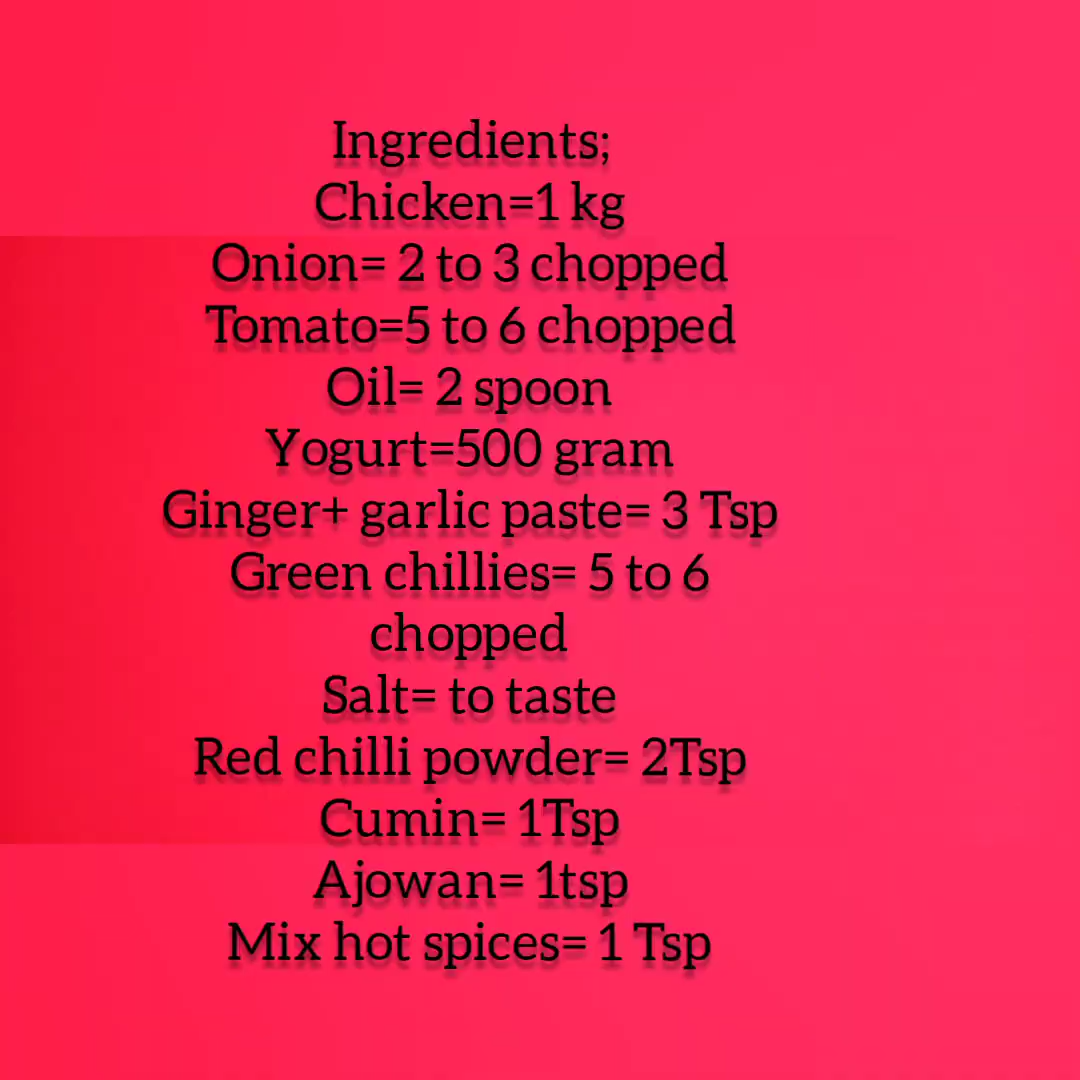 Ingredients;
Chicken=1 kg
Onion= 2 to 3 chopped
Tomato=5 to 6 chopped
Oil= 2 spoon
Yogurt=500 gram
Ginger+ garlic paste= 3 Tsp
Green chillies= 5 to 6
chopped
Salt= to taste
Red chilli powder= 2Tsp
Cumin= 1Tsp
Ajowan= 1tsp
Mix hot spices= 1 Tsp